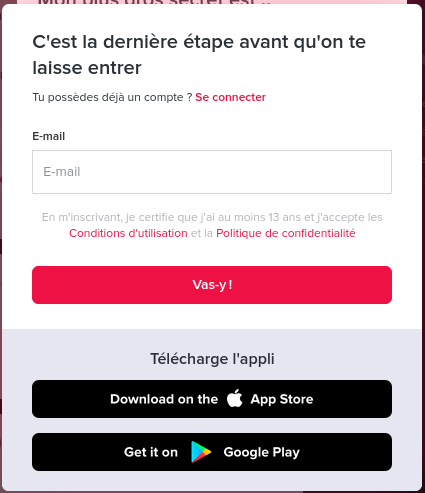 Mon plus gros secret est ..
C'est la dernière étape avant qu'on te
laisse entrer
Tu possèdes déjà un compte ? Se connecter
E-mail
E-mail
En m'inscrivant, je certifie que j'ai au moins 13 ans et j'accepte les
Conditions d'utilisation et la Politique de confidentialité
Vas-y !
Télécharge l'appli
Download on the App Store
Get it on Google Play